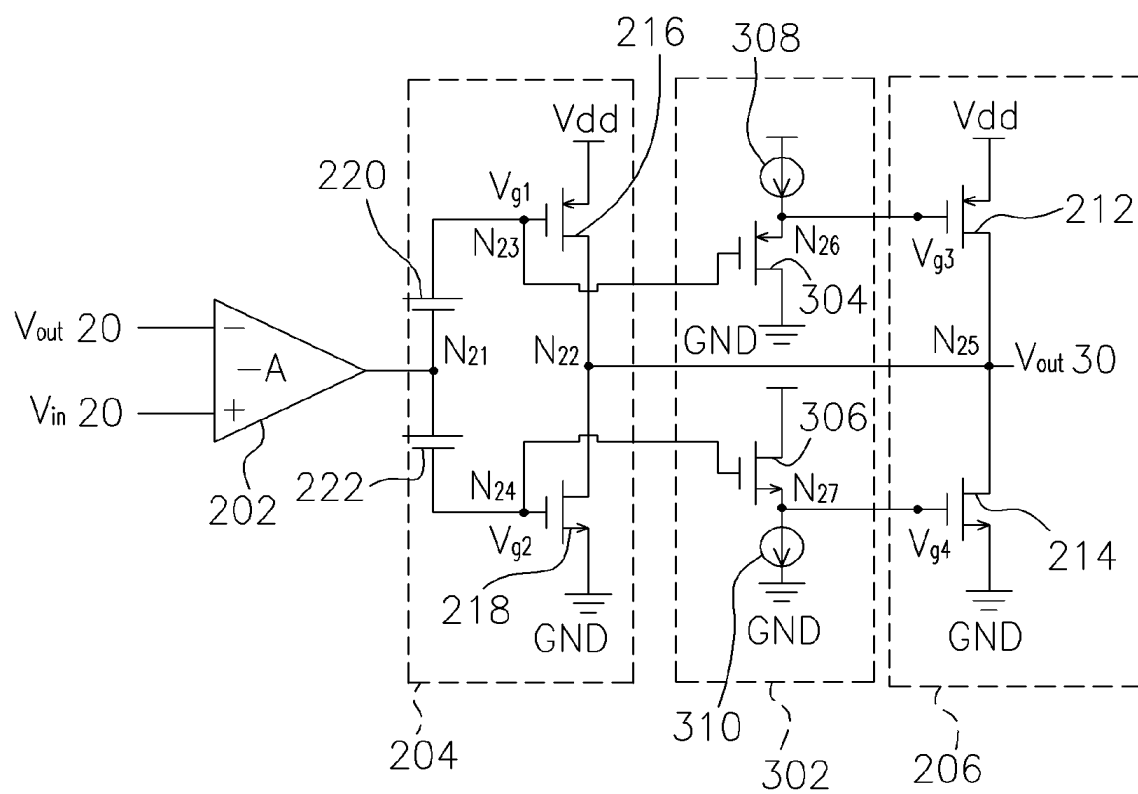 216
308
Vdd
Vdd
220
Vg1
N23
N26
Vg3
212
304
Vout 20
GND
-A
N21
N22
N25
Vout 30
Vin 20
-
+
306
222
N24
N27
202
Vg2
Vg4
214
218
GND
GND
GND
310
204
302
206